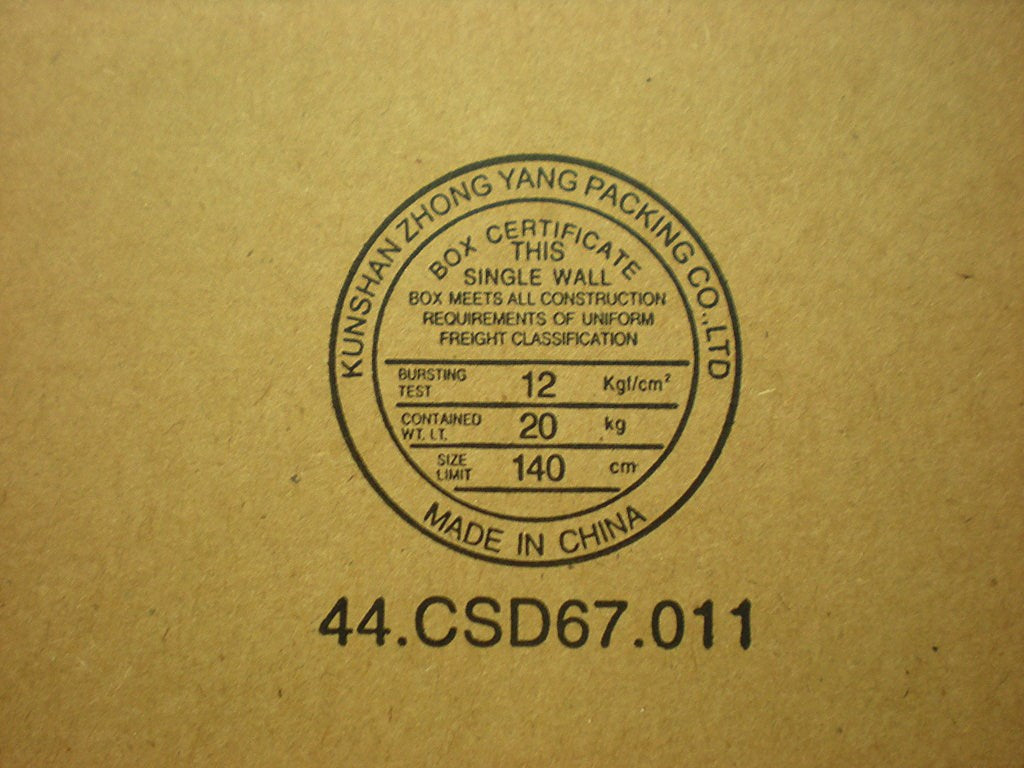 KUNSHAN ZHONG YANG PACKING CO.,LTD
BOX CERTIFICATE
THIS
SINGLE WALL
BOX MEETS ALL CONSTRUCTION
REQUIREMENTS OF UNIFORM
FREIGHT CLASSIFICATION
BURSTING TEST 12 Kgf/cm²
CONTAINED WT. LT. 20 kg
SIZE LIMIT 140 cm
MADE IN CHINA
44.CSD67.011